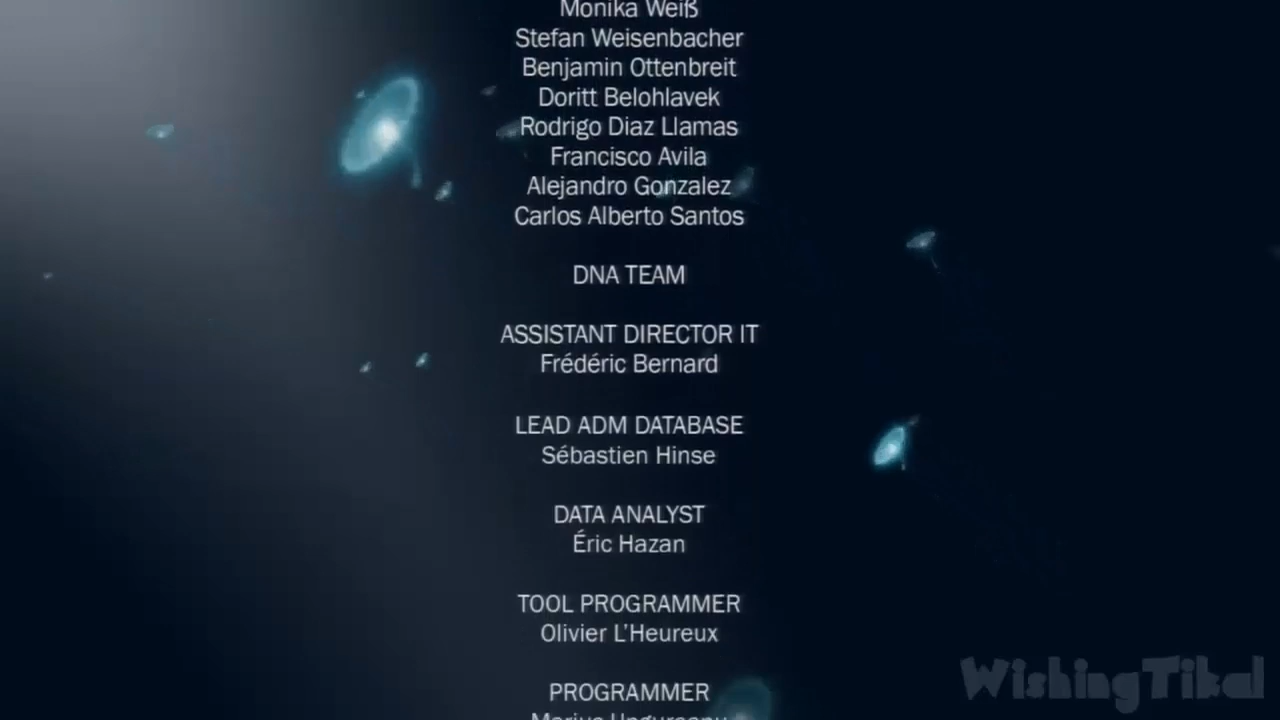 Monika Weiß
Stefan Weisenbacher
Benjamin Ottenbreit
Doritt Belohlavek
Rodrigo Diaz Llamas
Francisco Avila
Alejandro Gonzalez
Carlos Alberto Santos
DNA TEAM
ASSISTANT DIRECTOR IT
Frédéric Bernard
LEAD ADM DATABASE
Sébastien Hinse
DATA ANALYST
Éric Hazan
TOOL PROGRAMMER
Olivier L’Heureux
PROGRAMMER
WishingTikal